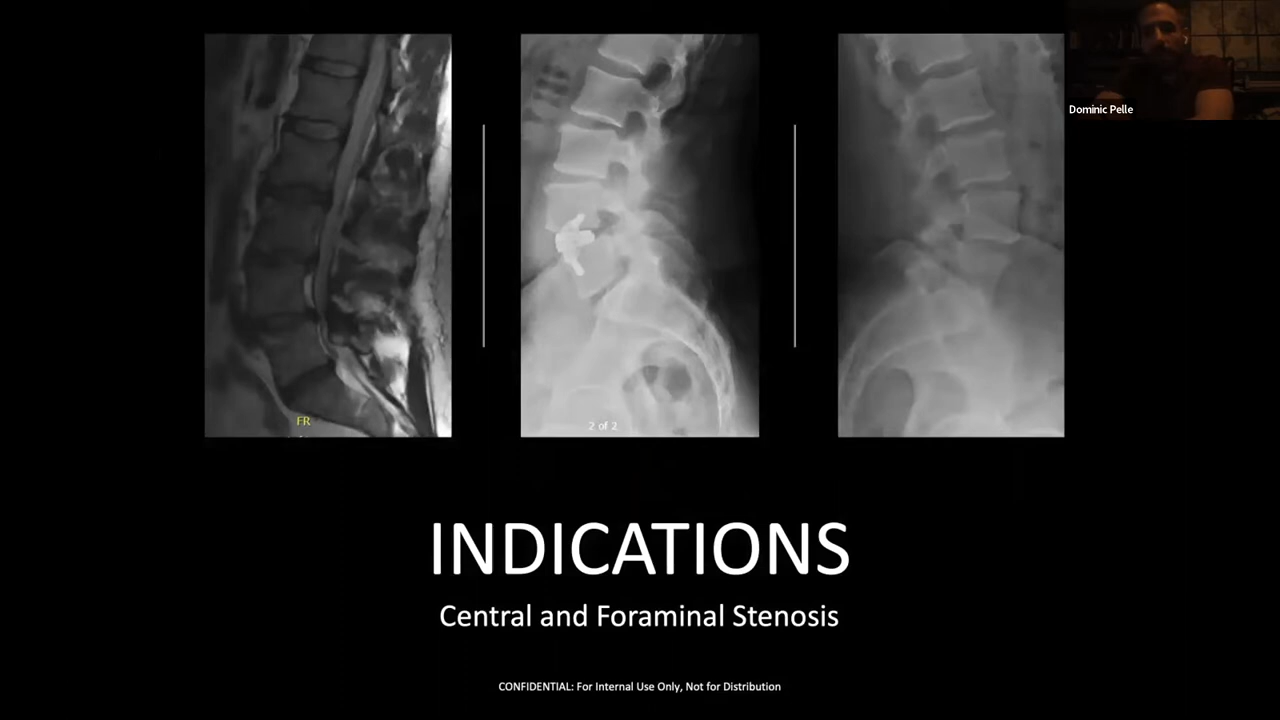 Dominic Pelle
FR
2 of 2
INDICATIONS
Central and Foraminal Stenosis
CONFIDENTIAL: For Internal Use Only, Not for Distribution